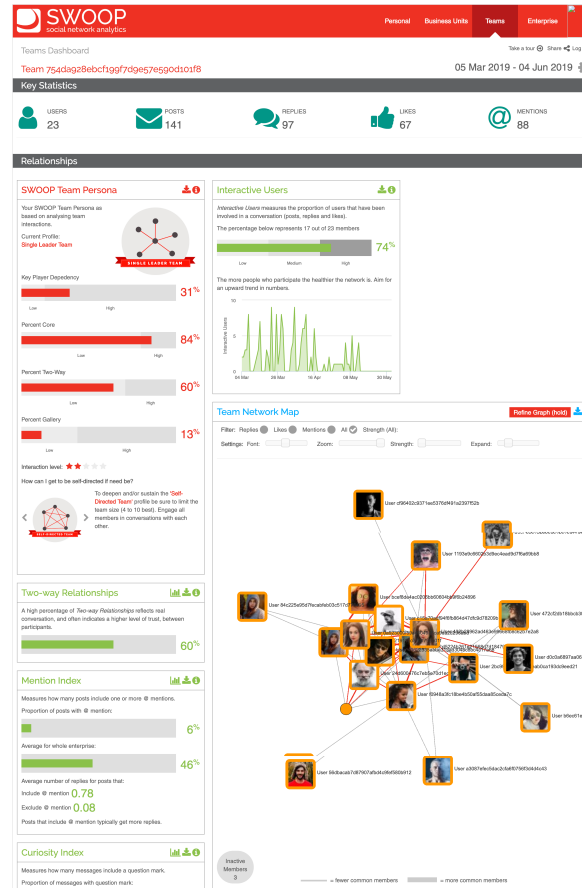 SWOOP
social network analytics
Personal Business Units Teams Enterprise
Teams Dashboard
Take a tour Share Log
Team 754da928ebcf199f7d9e57e590d101f8
05 Mar 2019 - 04 Jun 2019
Key Statistics
USERS
23
POSTS
141
REPLIES
97
LIKES
67
MENTIONS
88
Relationships
SWOOP Team Persona
Your SWOOP Team Persona as
based on analysing team
interactions.
Current Profile:
Single Leader Team
SINGLE LEADER TEAM
Key Player Depedency
31%
Low High
Percent Core
84%
Low High
Percent Two-Way
60%
Low High
Percent Gallery
13%
Low High
Interaction level:
How can I get to be self-directed if need be?
To deepen and/or sustain the 'Self-
Directed Team' profile be sure to limit the
team size (4 to 10 best). Engage all
members in conversations with each
other.
SELF DIRECTED TEAM
Two-way Relationships
A high percentage of Two-way Relationships reflects real
conversation, and often indicates a higher level of trust, between
participants.
60%
Mention Index
Measures how many posts include one or more @ mentions.
Proportion of posts with @ mention:
6%
Average for whole enterprise:
46%
Average number of replies for posts that:
Include @ mention 0.78
Exclude @ mention 0.08
Posts that include @ mention typically get more replies.
Curiosity Index
Measures how many messages include a question mark.
Proportion of messages with question mark:
Interactive Users
Interactive Users measures the proportion of users that have been
involved in a conversation (posts, replies and likes).
The percentage below represents 17 out of 23 members
74%
Low Medium High
The more people who participate the healthier the network is. Aim for
an upward trend in numbers.
Interactive Users
10
5
0
04 Mar 26 Mar 16 Apr 08 May 30 May
Team Network Map
Refine Graph (hold)
Filter: Replies Likes Mentions All Strength (All):
Settings: Font: Zoom: Strength: Expand:
User cf96402c9371ee5376df491a2397f52b
Inactive
Members
3
= fewer common members = more common members